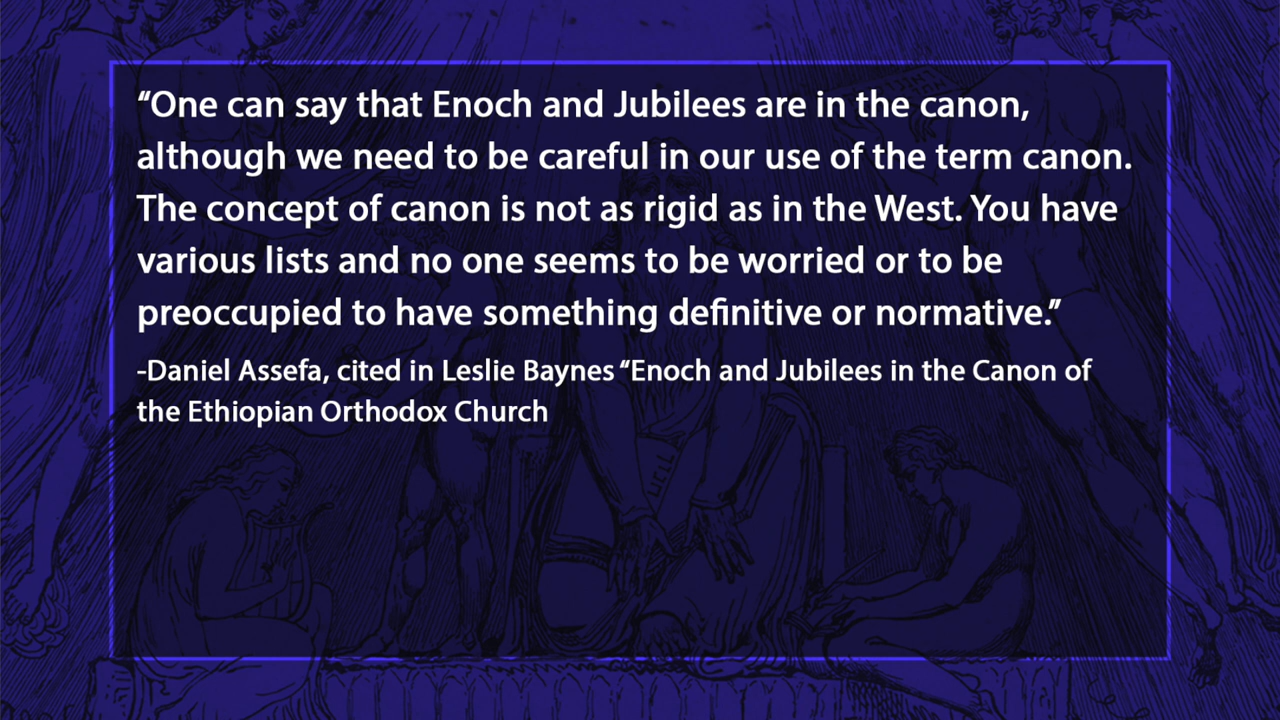 “One can say that Enoch and Jubilees are in the canon,
although we need to be careful in our use of the term canon.
The concept of canon is not as rigid as in the West. You have
various lists and no one seems to be worried or to be
preoccupied to have something definitive or normative.”
-Daniel Assefa, cited in Leslie Baynes “Enoch and Jubilees in the Canon of
the Ethiopian Orthodox Church